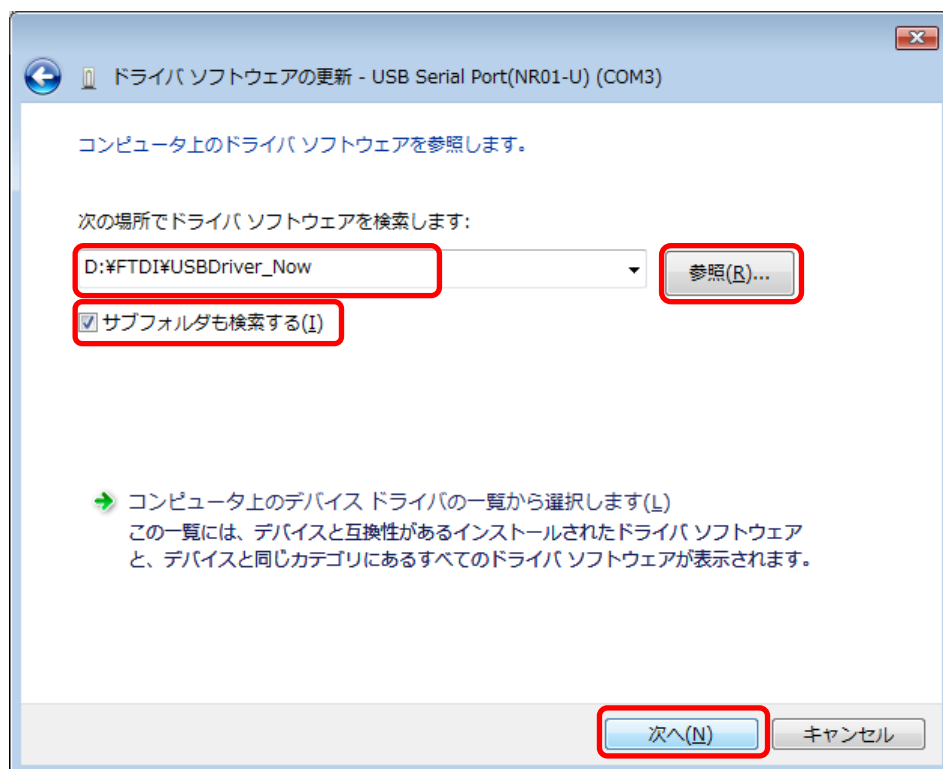 ドライバ ソフトウェアの更新 - USB Serial Port(NR01-U) (COM3)
コンピュータ上のドライバ ソフトウェアを参照します。
次の場所でドライバ ソフトウェアを検索します:
D:¥FTDI¥USBDriver_Now
参照(R)...
サブフォルダも検索する(I)
コンピュータ上のデバイス ドライバの一覧から選択します(L)
この一覧には、デバイスと互換性があるインストールされたドライバ ソフトウェア
と、デバイスと同じカテゴリにあるすべてのドライバ ソフトウェアが表示されます。
次へ(N)
キャンセル